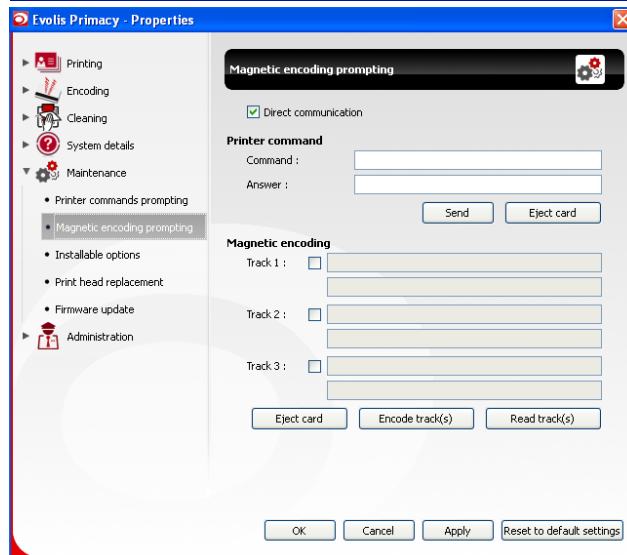 Evolis Primacy - Properties
Printing
Encoding
Cleaning
System details
Maintenance
• Printer commands prompting
• Magnetic encoding prompting
• Installable options
• Print head replacement
• Firmware update
Administration
Magnetic encoding prompting
Direct communication
Printer command
Command :
Answer :
Send Eject card
Magnetic encoding
Track 1 :
Track 2 :
Track 3 :
Eject card Encode track(s) Read track(s)
OK Cancel Apply Reset to default settings